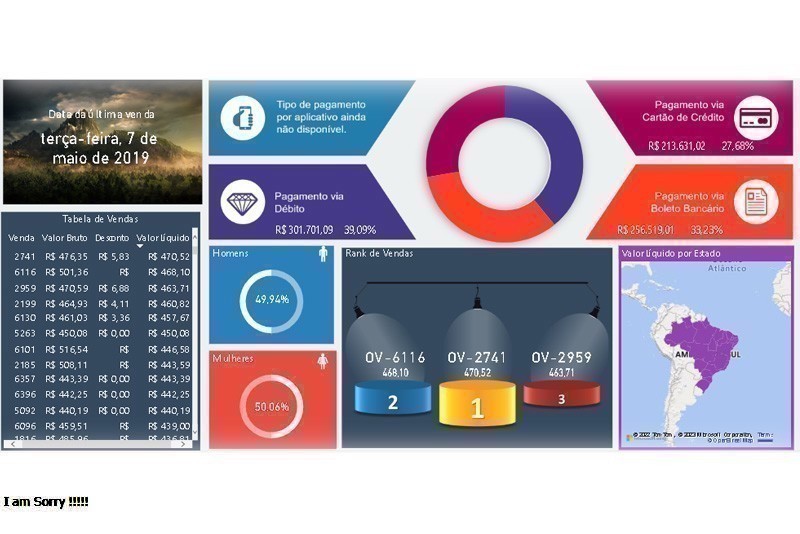 Data da última venda
terça-feira, 7 de
maio de 2019
Tipo de pagamento
por aplicativo ainda
não disponível.
Pagamento via
Débito
R$ 301.701,09 39,09%
Pagamento via
Cartão de Crédito
R$ 213.631,02 27,68%
Pagamento via
Boleto Bancário
R$ 256.519,01 33,23%
Tabela de Vendas
Venda Valor Bruto Desconto Valor Líquido
2741 R$ 476,35 R$ 5,83 R$ 470,52
6116 R$ 501,36 R$ R$ 468,10
2959 R$ 470,59 R$ 6,88 R$ 463,71
2199 R$ 464,93 R$ 4,11 R$ 460,82
6130 R$ 461,03 R$ 3,36 R$ 457,67
5263 R$ 450,08 R$ 0,00 R$ 450,08
6101 R$ 516,54 R$ R$ 446,58
2185 R$ 508,11 R$ R$ 443,59
6357 R$ 443,39 R$ 0,00 R$ 443,39
6396 R$ 442,25 R$ 0,00 R$ 442,25
5092 R$ 440,19 R$ 0,00 R$ 440,19
6096 R$ 459,51 R$ R$ 439,00
1816 R$ 485,96 R$ R$ 436,81
Homens
49,94%
Mulheres
50,06%
Rank de Vendas
OV-6116
468,10
2
OV-2741
470,52
1
OV-2959
463,71
3
Valor Líquido por Estado
Atlântico
AM UL
Microsoft Corporation, Terms
© OpenStreetMap
I am Sorry !!!!!